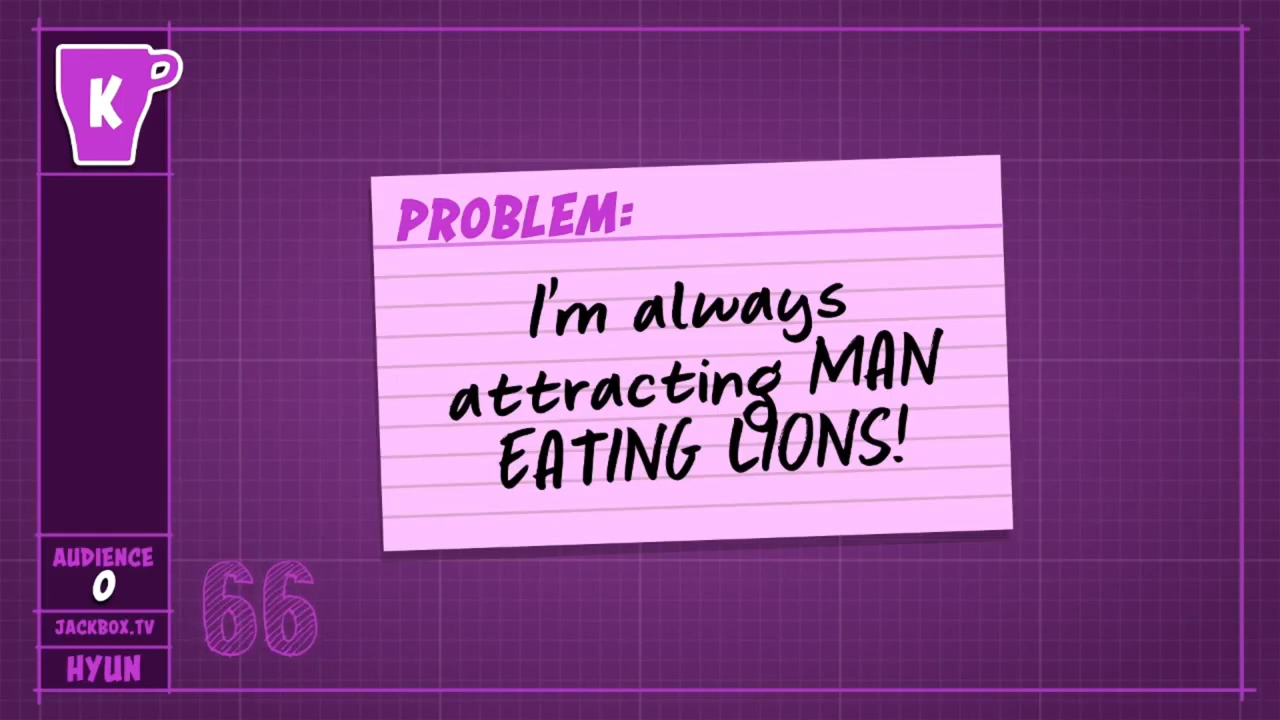 K
PROBLEM:
I'm always
attracting MAN
EATING LIONS!
AUDIENCE
0
JACKBOX.TV
HYUN
66